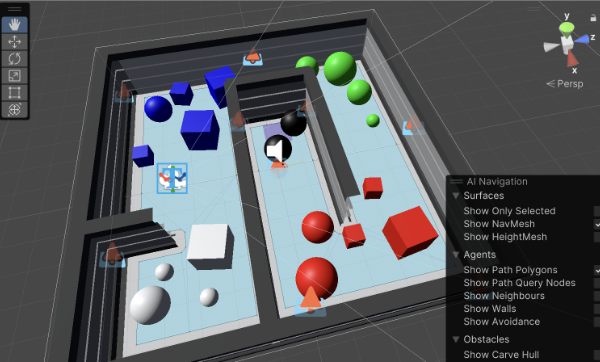 y
z
x
Persp
AI Navigation
Surfaces
Show Only Selected
Show NavMesh
Show HeightMesh
Agents
Show Path Polygons
Show Path Query Nodes
Show Neighbours
Show Walls
Show Avoidance
Obstacles
Show Carve Hull